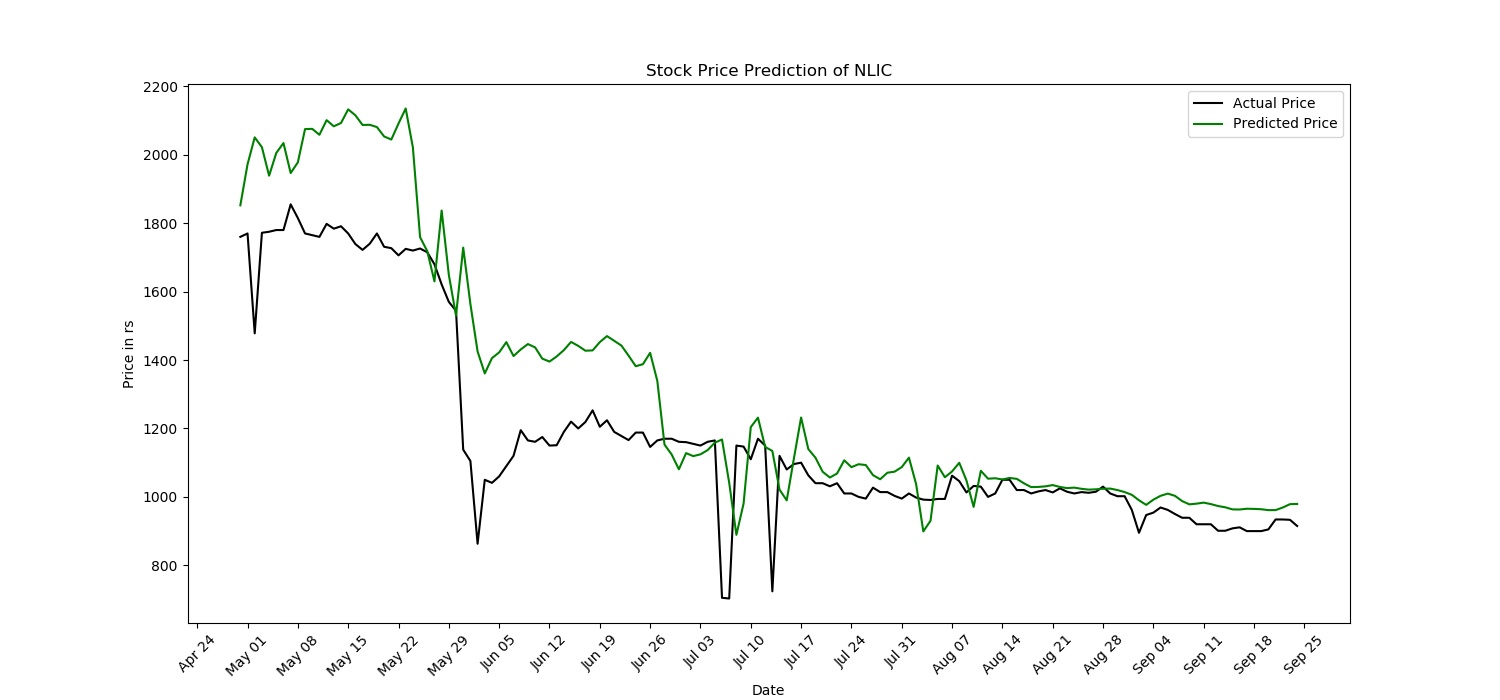 Stock Price Prediction of NLIC
Actual Price
Predicted Price
Price in rs
2200
2000
1800
1600
1400
1200
1000
800
Apr 24
May 01
May 08
May 15
May 22
May 29
Jun 05
Jun 12
Jun 19
Jun 26
Jul 03
Jul 10
Jul 17
Jul 24
Jul 31
Aug 07
Aug 14
Aug 21
Aug 28
Sep 04
Sep 11
Sep 18
Sep 25
Date